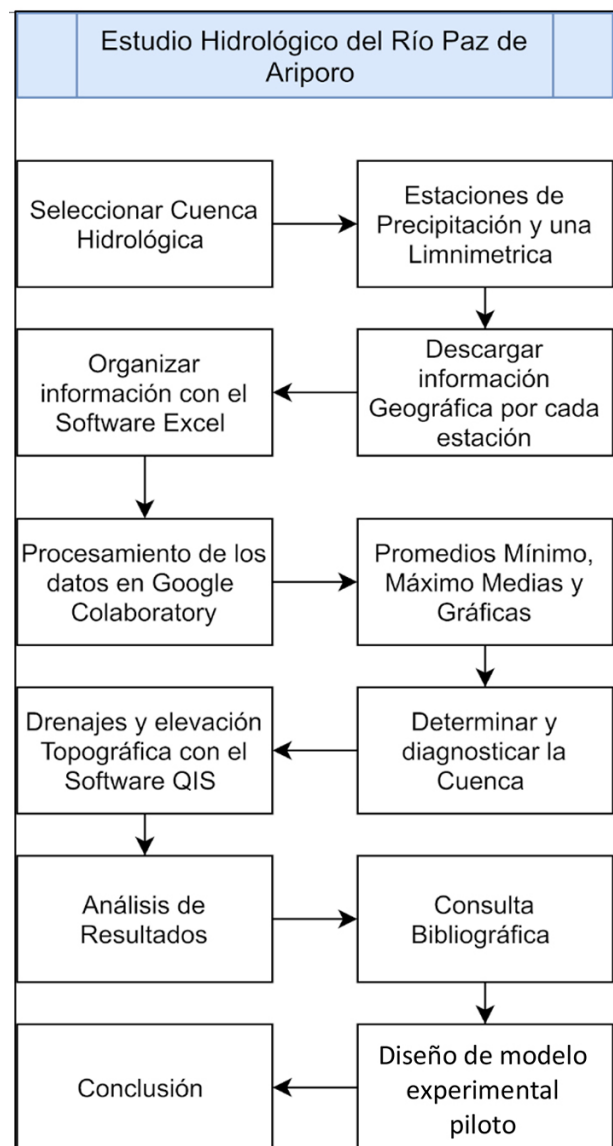 Estudio Hidrológico del Río Paz de
Ariporo
Seleccionar Cuenca
Hidrológica
Estaciones de
Precipitación y una
Limnimetrica
Descargar
información
Geográfica por cada
estación
Organizar
información con el
Software Excel
Procesamiento de los
datos en Google
Colaboratory
Promedios Mínimo,
Máximo Medias y
Gráficas
Determinar y
diagnosticar la
Cuenca
Drenajes y elevación
Topográfica con el
Software QIS
Análisis de
Resultados
Consulta
Bibliográfica
Diseño de modelo
experimental
piloto
Conclusión